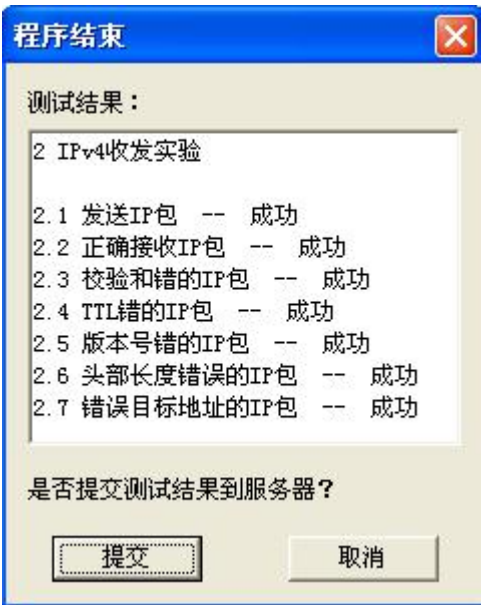 程序结束
测试结果：
2 IPv4收发实验
2.1 发送IP包 -- 成功
2.2 正确接收IP包 -- 成功
2.3 校验和错的IP包 -- 成功
2.4 TTL错的IP包 -- 成功
2.5 版本号错的IP包 -- 成功
2.6 头部长度错误的IP包 -- 成功
2.7 错误目标地址的IP包 -- 成功
是否提交测试结果到服务器？
提交 取消